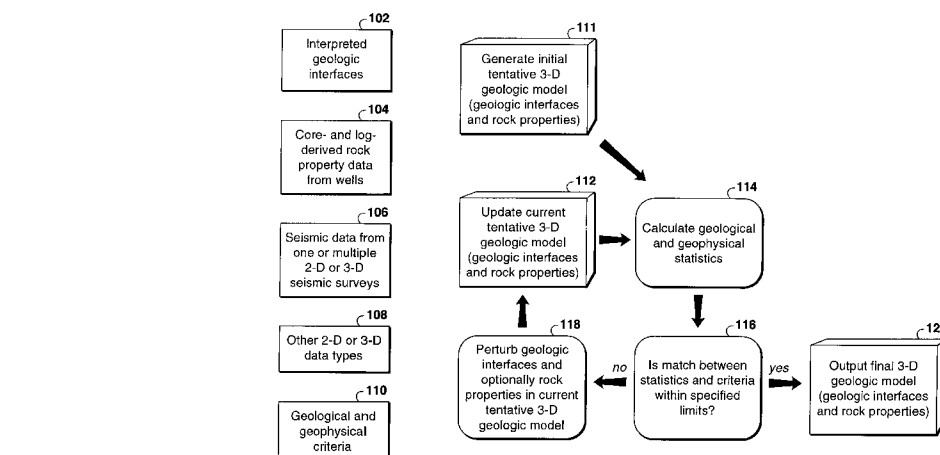 102
Interpreted
geologic
interfaces
104
Core- and log-
derived rock
property data
from wells
106
Seismic data from
one or multiple
2-D or 3-D
seismic surveys
108
Other 2-D or 3-D
data types
110
Geological and
geophysical
criteria
111
Generate initial
tentative 3-D
geologic model
(geologic interfaces
and rock properties)
112
Update current
tentative 3-D
geologic model
(geologic interfaces
and rock properties)
114
Calculate geological
and geophysical
statistics
116
Is match between
statistics and criteria
within specified
limits?
no
yes
118
Perturb geologic
interfaces and
optionally rock
properties in current
tentative 3-D
geologic model
12
Output final 3-D
geologic model
(geologic interfaces
and rock properties)